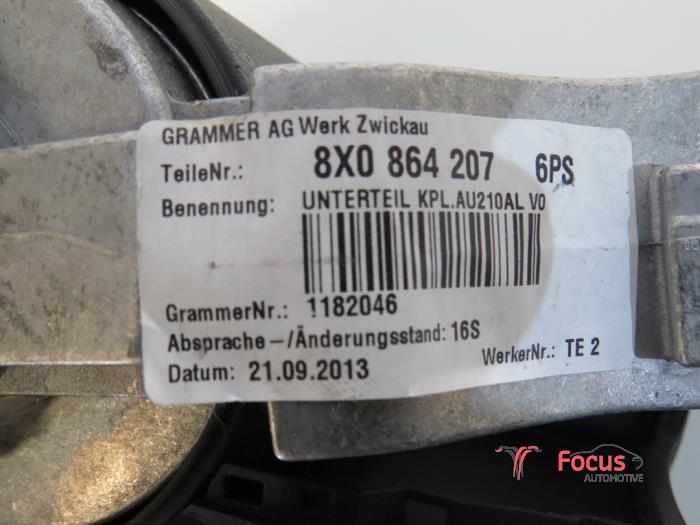 GRAMMER AG Werk Zwickau
TeileNr.: 8X0 864 207 6PS
Benennung: UNTERTEIL KPL.AU210AL VO
GrammerNr.: 1182046
Absprache-/Änderungsstand: 16S
WerkerNr.: TE 2
Datum: 21.09.2013
Focus
AUTOMOTIVE